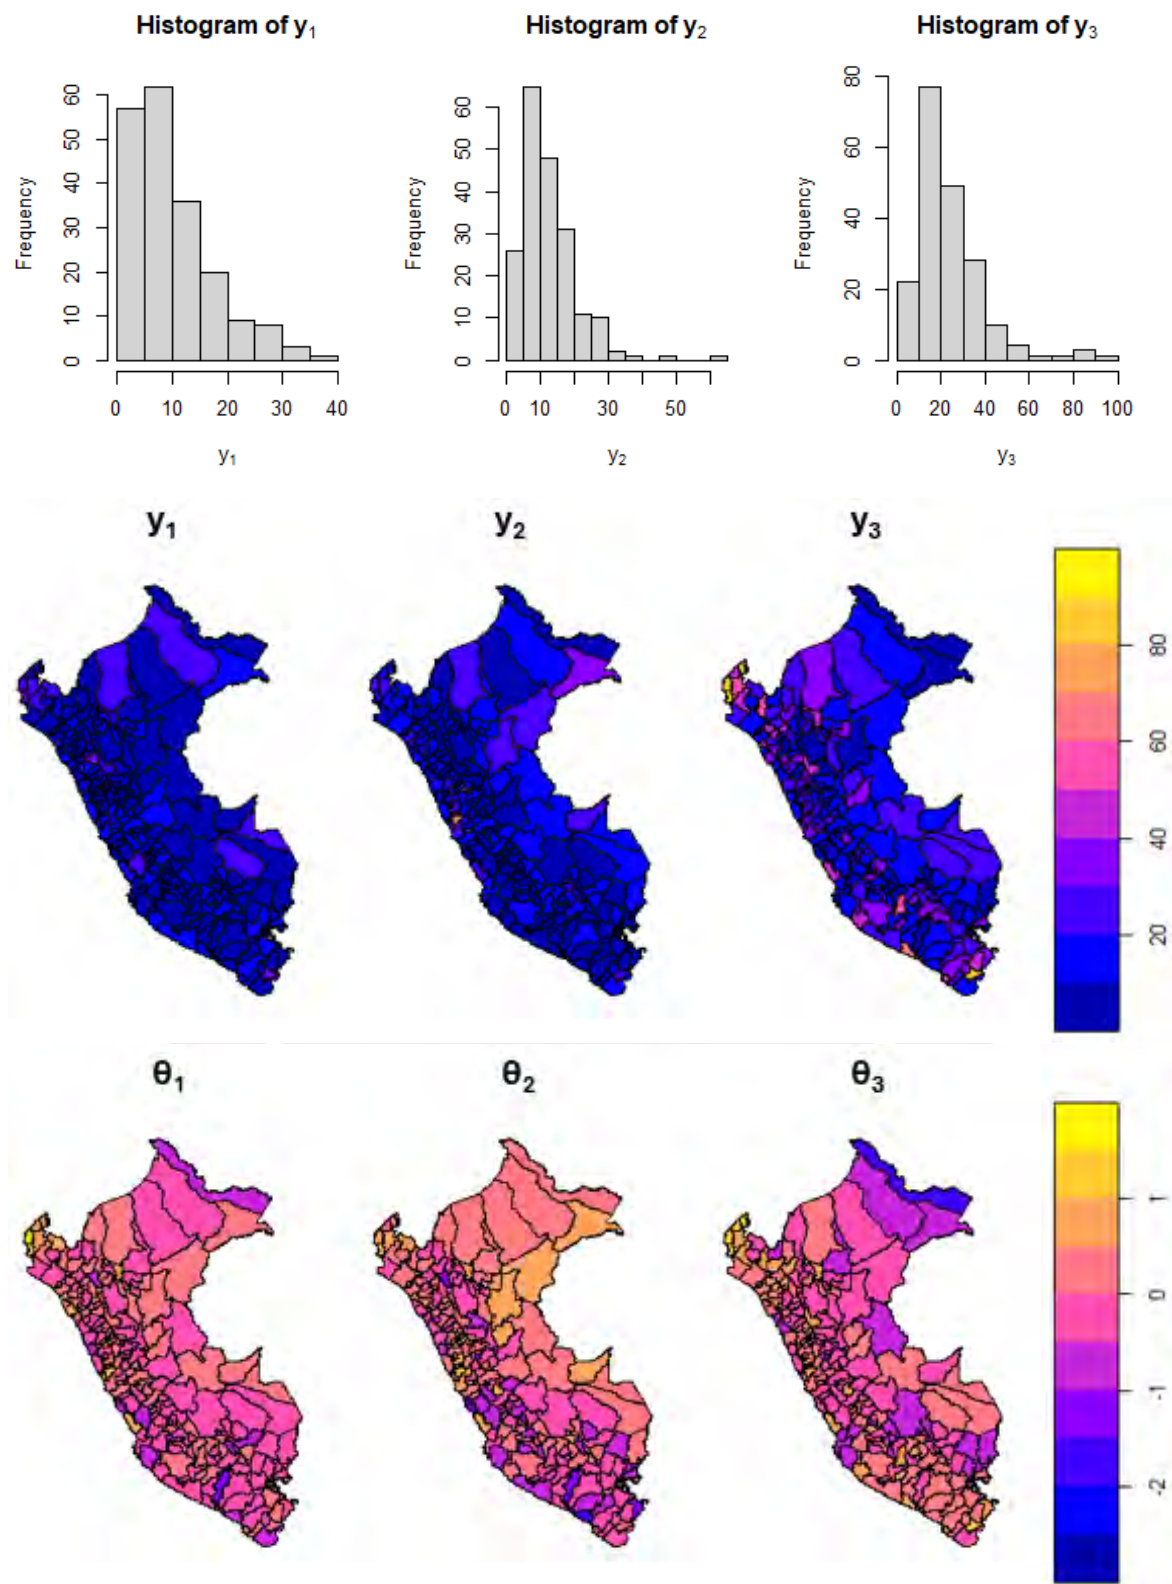 Histogram of y₁ Histogram of y₂ Histogram of y₃
Frequency
0 10 20 30 40 50 60
0 10 20 30 40
y₁
Frequency
0 10 20 30 40 50 60
0 10 20 30 50
y₂
Frequency
0 20 40 60 80
0 20 40 60 80 100
y₃
y₁ y₂ y₃
80
60
40
20
θ₁ θ₂ θ₃
1
0
-1
-2